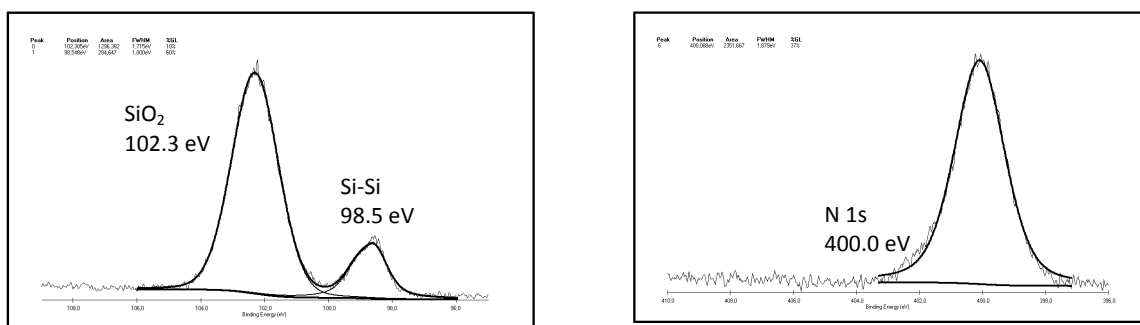 Peak Position Area FWHM %GL
0 102,305eV 1296,382 1,715eV 10%
1 98,548eV 284,647 1,000eV 60%
SiO2
102.3 eV
Si-Si
98.5 eV
108,0 106,0 104,0 102,0 100,0 98,0 96,0
Binding Energy (eV)
Peak Position Area FWHM %GL
6 400,088eV 2351,667 1,879eV 37%
N 1s
400.0 eV
410,0 408,0 406,0 404,0 402,0 400,0 398,0 396,0
Binding Energy (eV)